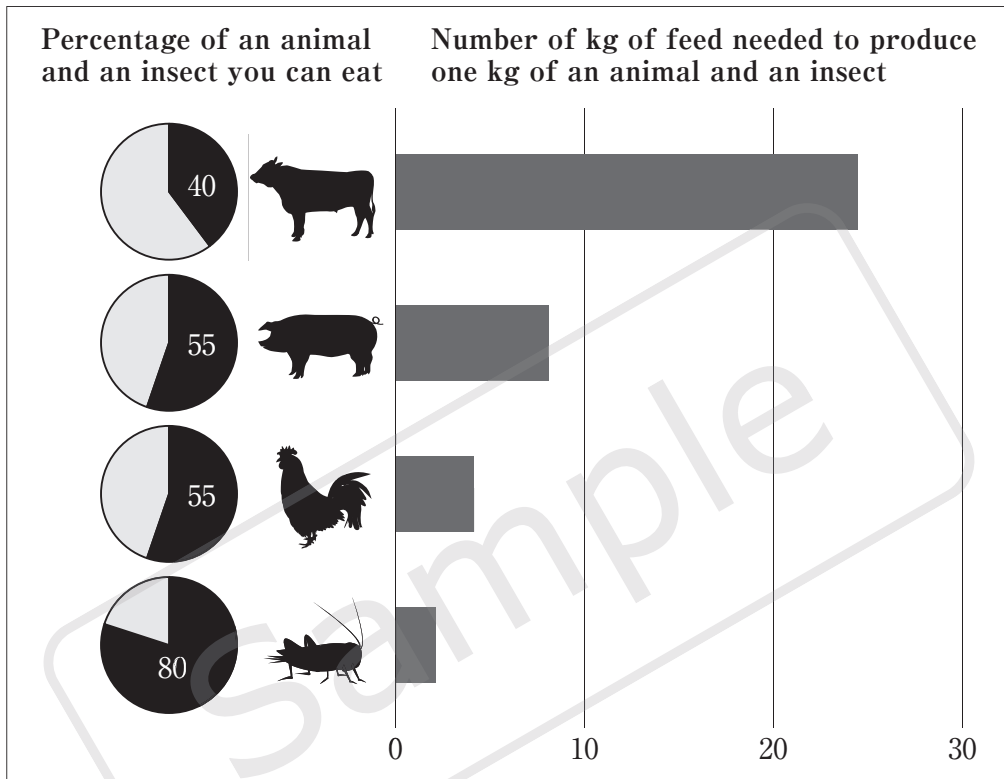 Percentage of an animal
and an insect you can eat
Number of kg of feed needed to produce
one kg of an animal and an insect
40
55
55
80
0 10 20 30
Sample